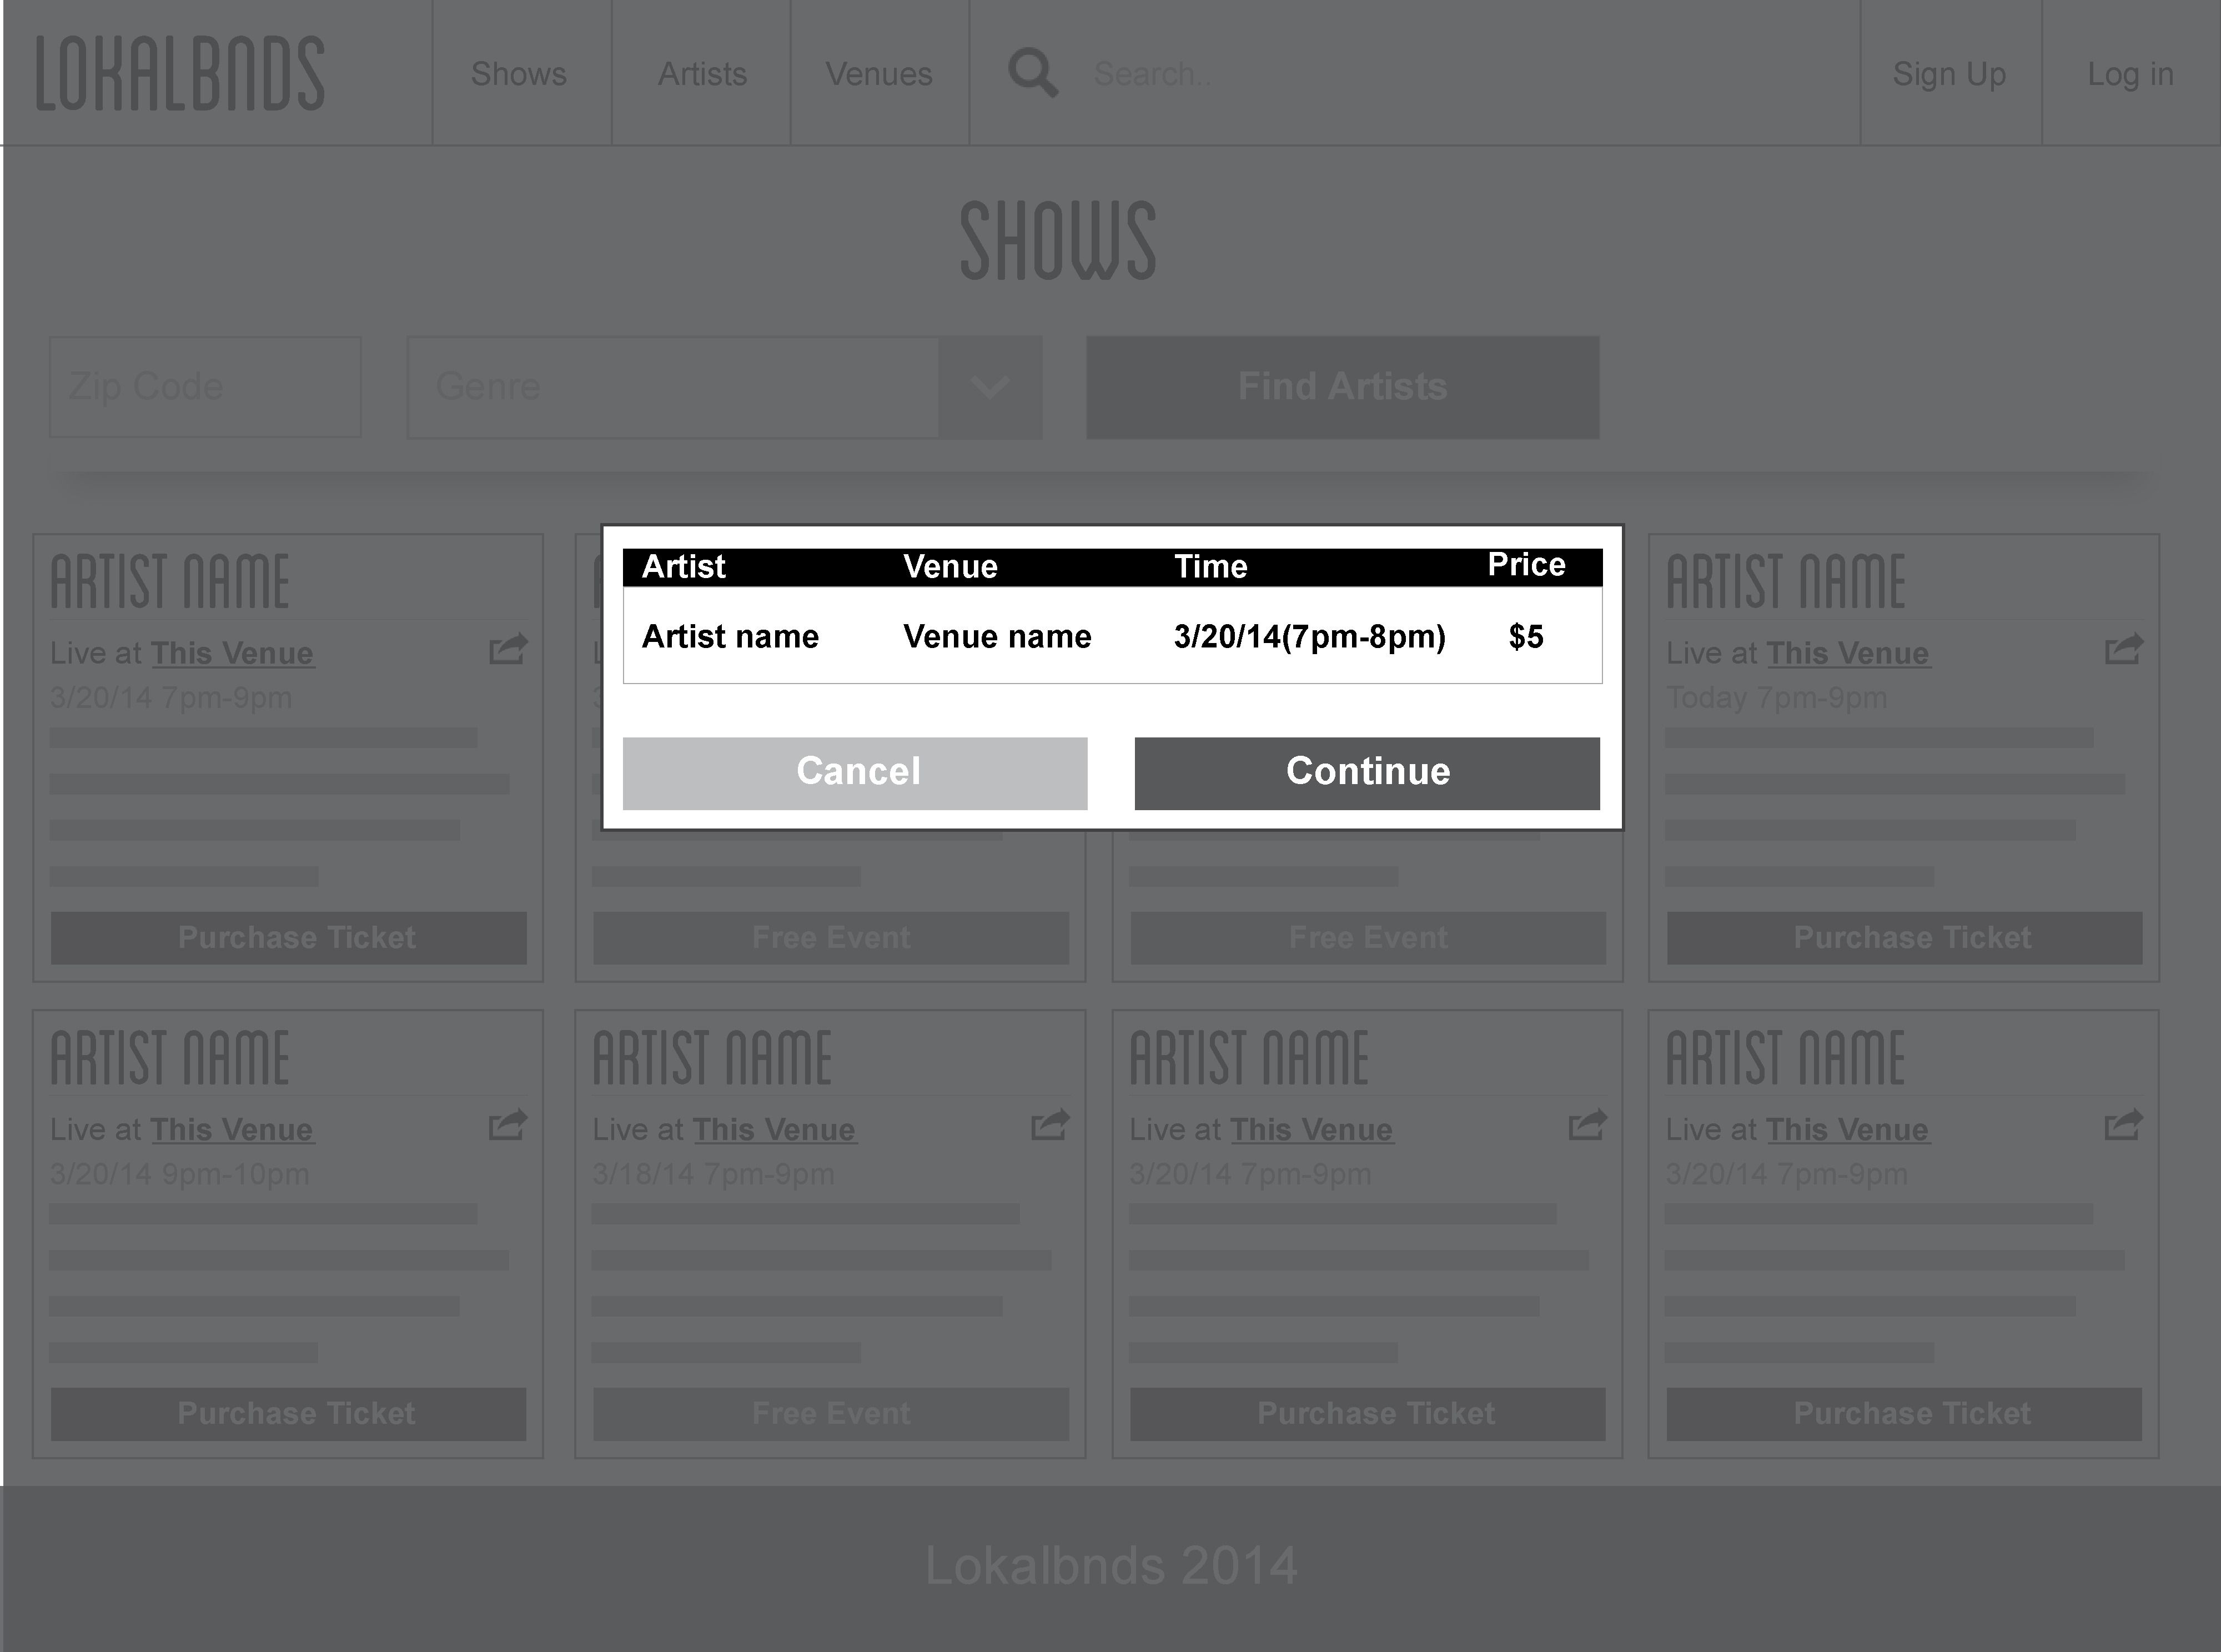 LOKALBNDS Shows Artists Venues Search.. Sign Up Log in
SHOWS
Zip Code Genre Find Artists
Artist Venue Time Price
Artist name Venue name 3/20/14(7pm-8pm) $5
Cancel Continue
ARTIST NAME
Live at This Venue
3/20/14 7pm-9pm
Purchase Ticket
Free Event
Free Event
ARTIST NAME
Live at This Venue
Today 7pm-9pm
Purchase Ticket
ARTIST NAME
Live at This Venue
3/20/14 9pm-10pm
Purchase Ticket
ARTIST NAME
Live at This Venue
3/18/14 7pm-9pm
Free Event
ARTIST NAME
Live at This Venue
3/20/14 7pm-9pm
Purchase Ticket
ARTIST NAME
Live at This Venue
3/20/14 7pm-9pm
Purchase Ticket
Lokalbnds 2014